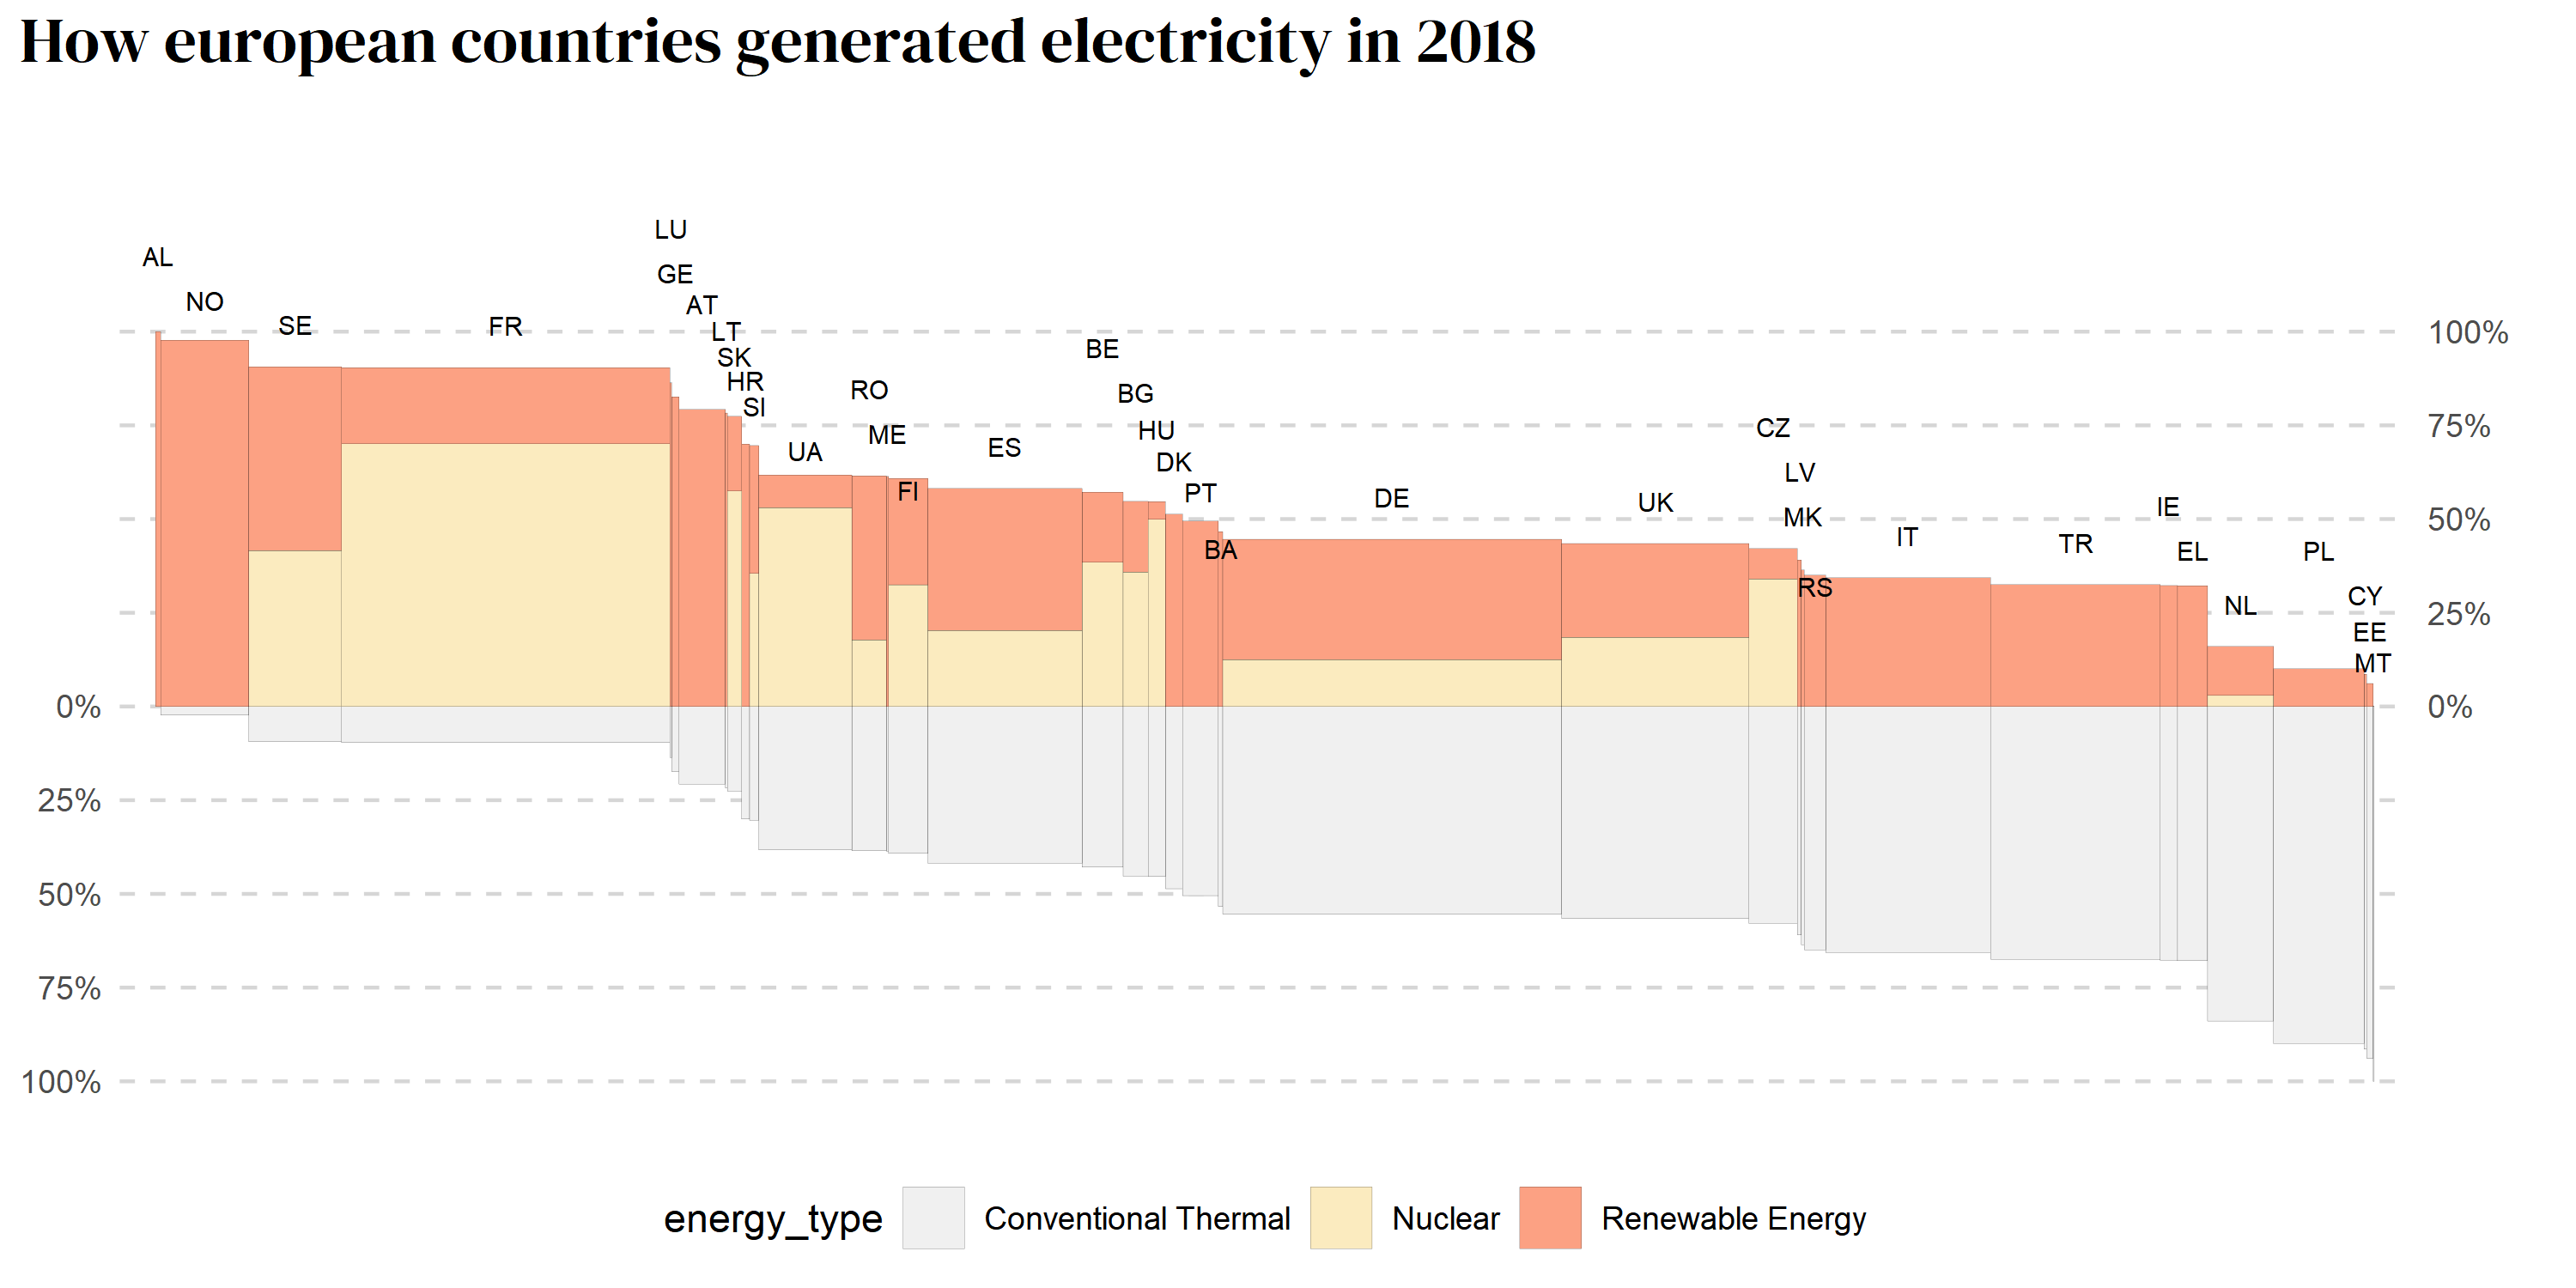 How european countries generated electricity in 2018
LU
AL
GE
NO
AT
SE
FR
LT
100%
BE
SK
HR
RO
BG
SI
75%
CZ
HU
ME
ES
UA
DK
LV
FI
PT
DE
UK
IE
MK
50%
IT
TR
BA
EL
PL
RS
CY
NL
25%
EE
MT
0%
0%
25%
50%
75%
100%
energy_type
Conventional Thermal
Nuclear
Renewable Energy